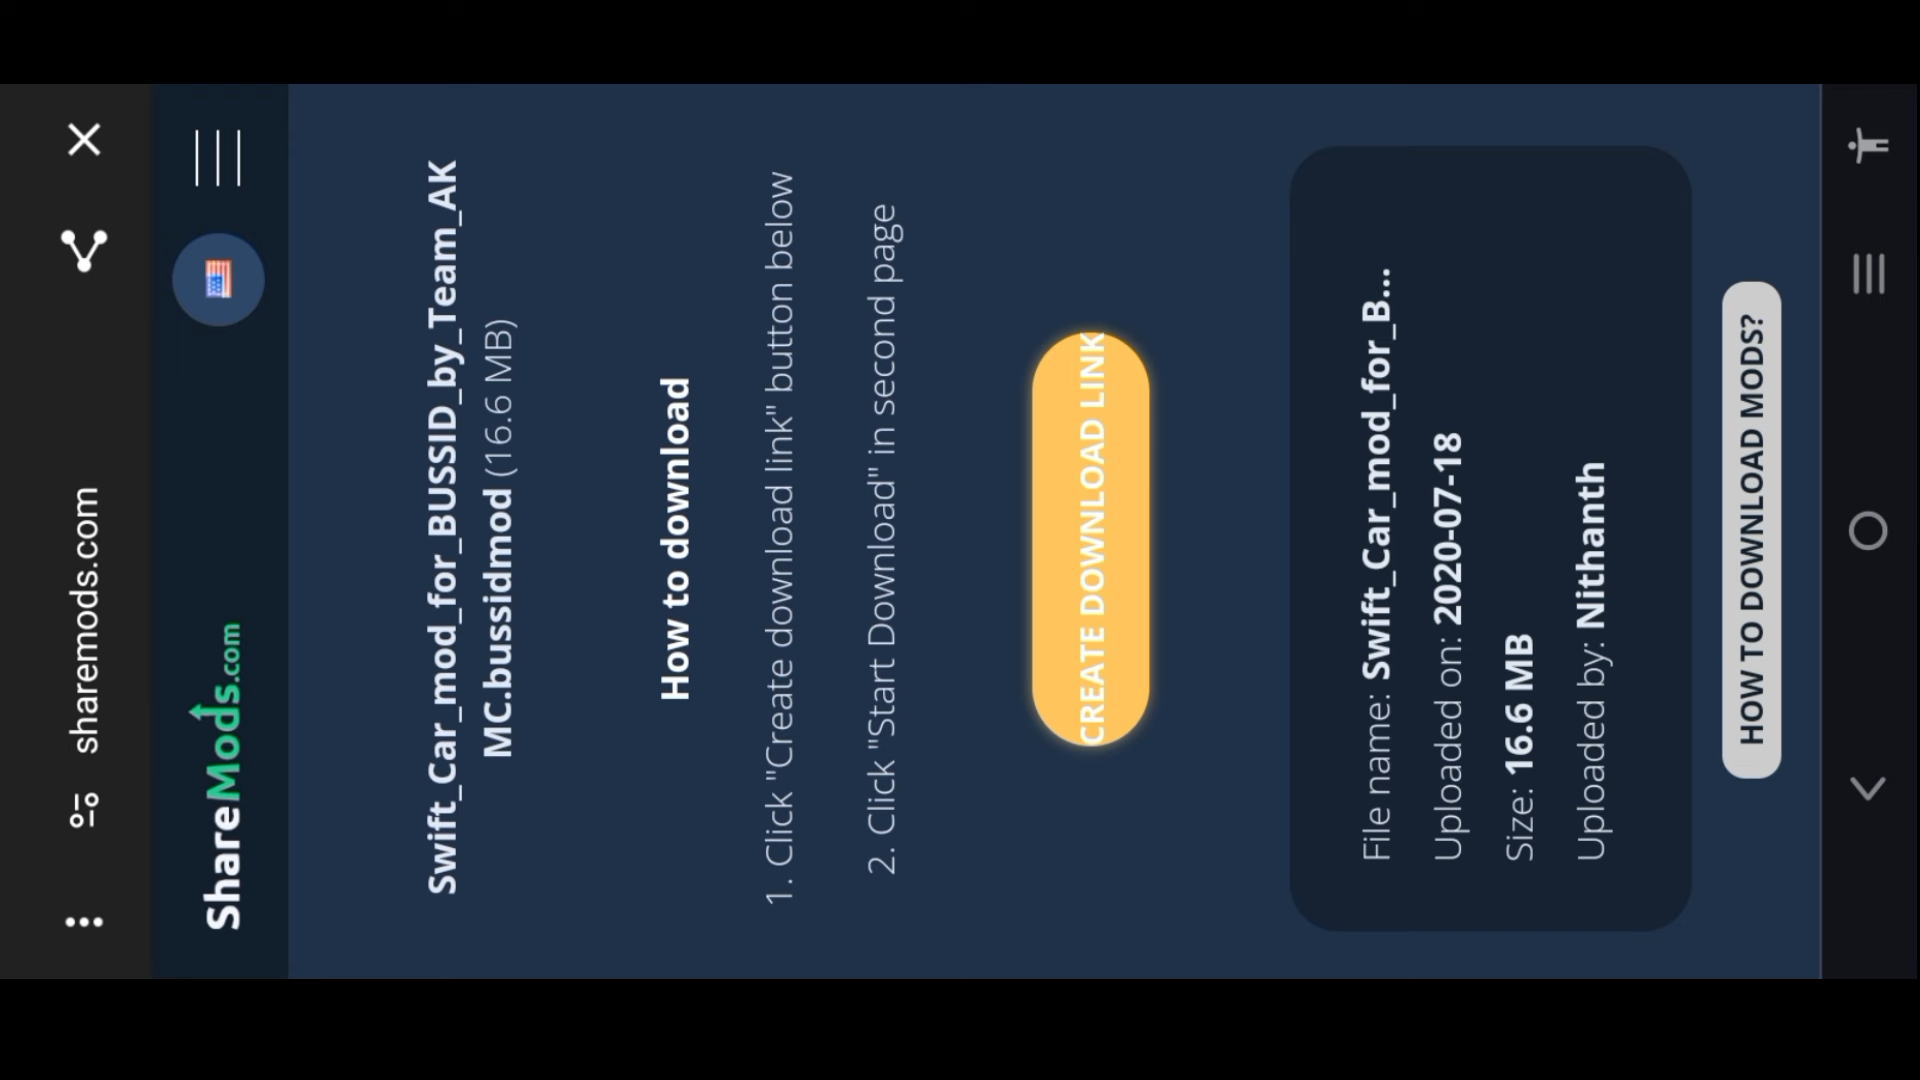 sharemods.com
ShareMods.com
Swift_Car_mod_for_BUSSID_by_Team_AK
MC.bussidmod (16.6 MB)
How to download
1. Click "Create download link" button below
2. Click "Start Download" in second page
CREATE DOWNLOAD LINK
File name: Swift_Car_mod_for_B...
Uploaded on: 2020-07-18
Size: 16.6 MB
Uploaded by: Nithanth
HOW TO DOWNLOAD MODS?